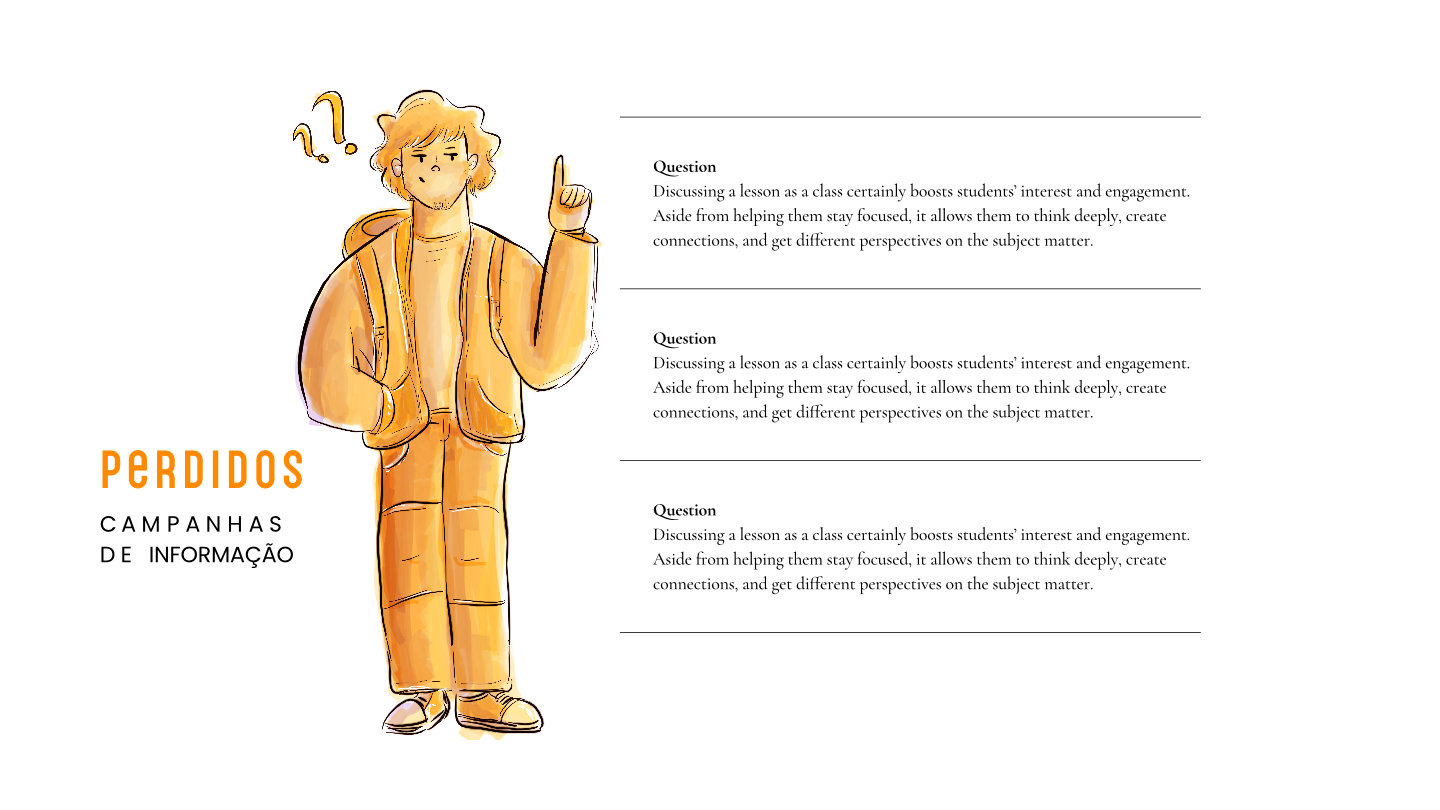 PeRDIDOS
CAMPANHAS
DE INFORMAÇÃO
Question
Discussing a lesson as a class certainly boosts students’ interest and engagement.
Aside from helping them stay focused, it allows them to think deeply, create
connections, and get different perspectives on the subject matter.
Question
Discussing a lesson as a class certainly boosts students’ interest and engagement.
Aside from helping them stay focused, it allows them to think deeply, create
connections, and get different perspectives on the subject matter.
Question
Discussing a lesson as a class certainly boosts students’ interest and engagement.
Aside from helping them stay focused, it allows them to think deeply, create
connections, and get different perspectives on the subject matter.